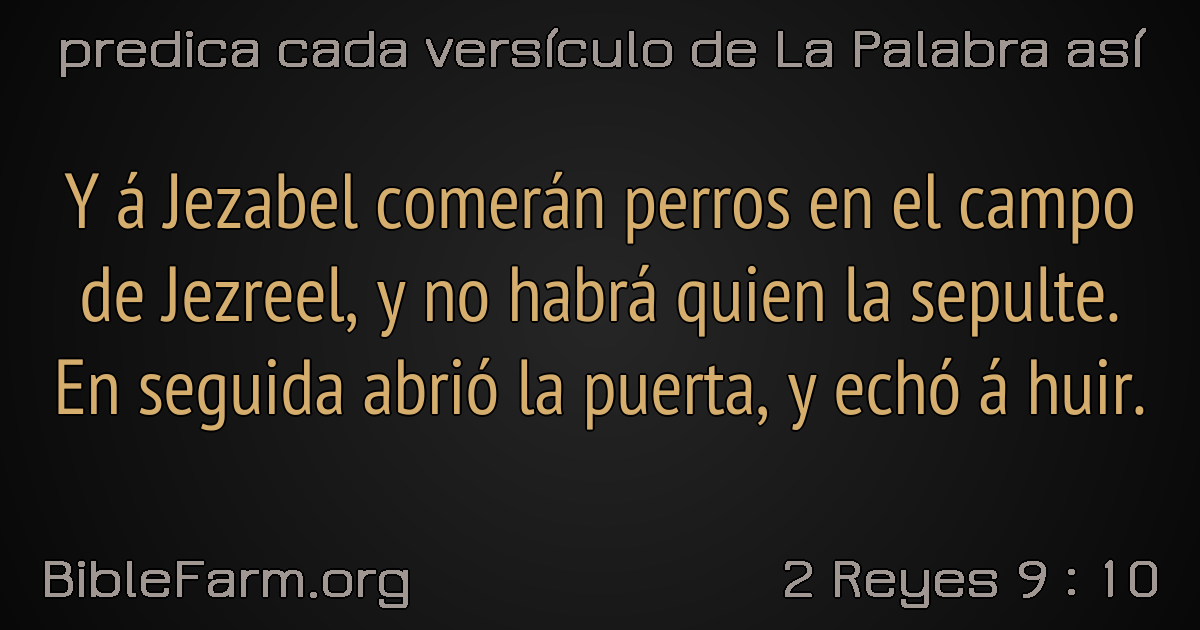 predica cada versículo de La Palabra así
Y á Jezabel comerán perros en el campo
de Jezreel, y no habrá quien la sepulte.
En seguida abrió la puerta, y echó á huir.
BibleFarm.org
2 Reyes 9 : 10